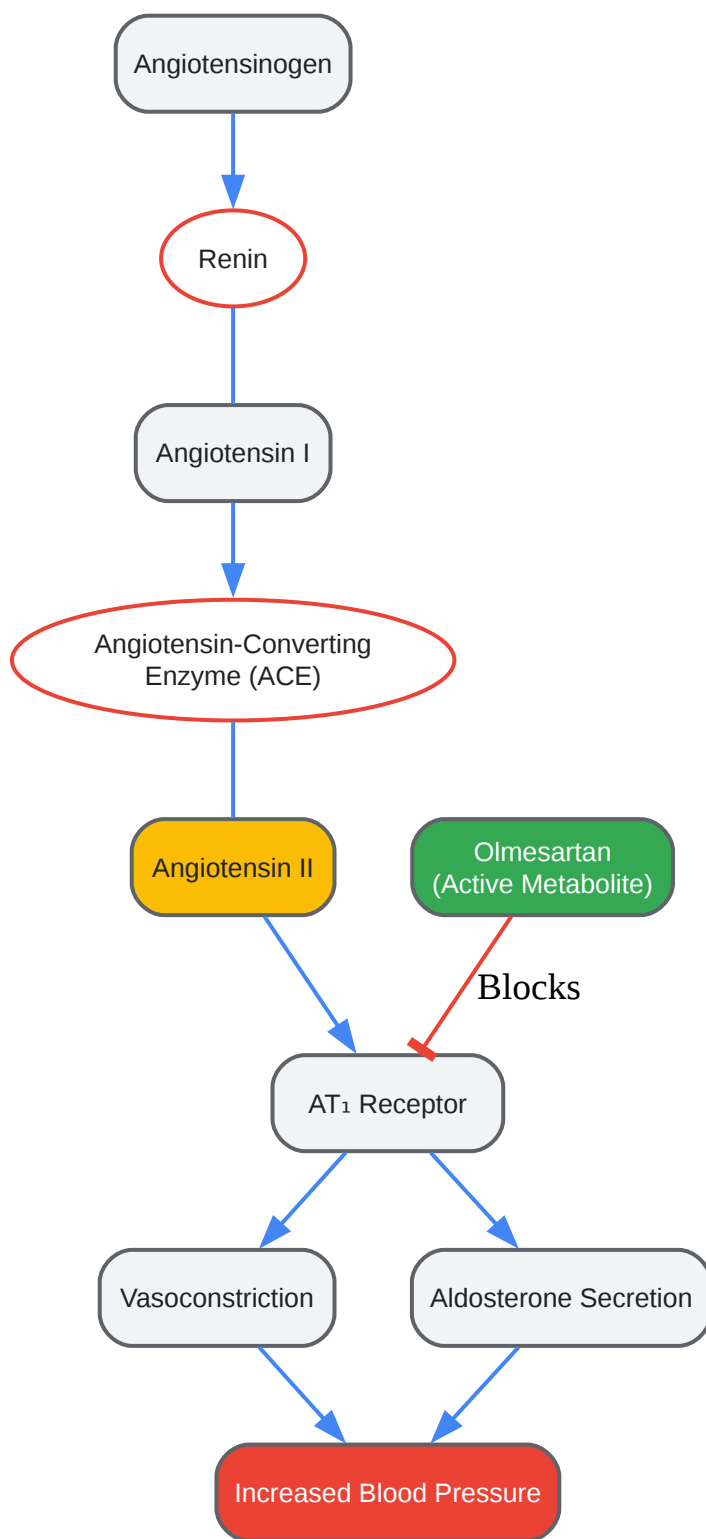 Angiotensinogen
Renin
Angiotensin I
Angiotensin-Converting
Enzyme (ACE)
Angiotensin II
Olmesartan
(Active Metabolite)
Blocks
AT₁ Receptor
Vasoconstriction
Aldosterone Secretion
Increased Blood Pressure